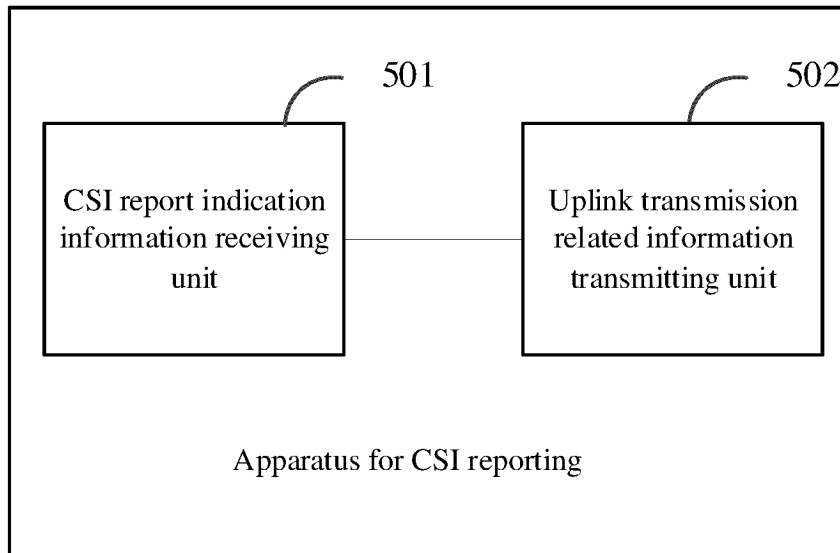 501
502
CSI report indication
information receiving
unit
Uplink transmission
related information
transmitting unit
Apparatus for CSI reporting